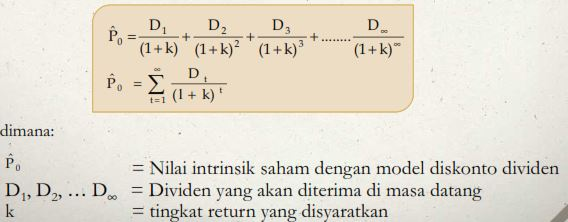 P̂₀ = D₁/(1+k) + D₂/(1+k)² + D₃/(1+k)³ + ........ D∞/(1+k)^∞
P̂₀ = ∑_{t=1}^{∞} D_t/(1 + k)^t
dimana:
P̂₀ = Nilai intrinsik saham dengan model diskonto dividen
D₁, D₂, … D∞ = Dividen yang akan diterima di masa datang
k = tingkat return yang disyaratkan